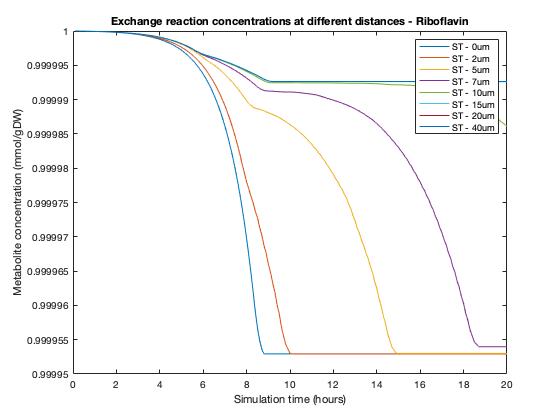 Exchange reaction concentrations at different distances - Riboflavin
1
0.999995
0.99999
0.999985
0.99998
0.999975
0.99997
0.999965
0.99996
0.999955
0.99995
Metabolite concentration (mmol/gDW)
ST - 0um
ST - 2um
ST - 5um
ST - 7um
ST - 10um
ST - 15um
ST - 20um
ST - 40um
0 2 4 6 8 10 12 14 16 18 20
Simulation time (hours)